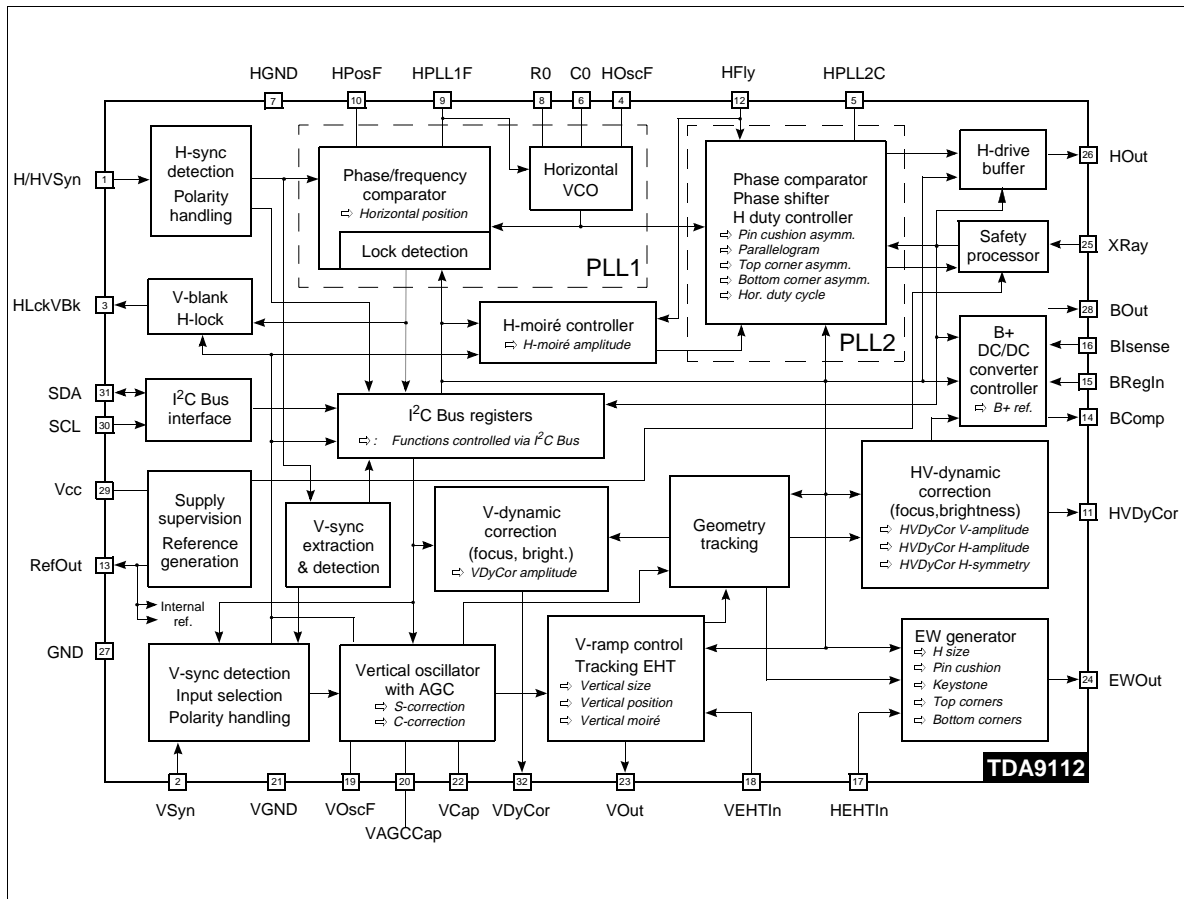 HGND HPosF HPLL1F R0 C0 HOscF HFly HPLL2C
7 10 9 8 6 4 12 5
H/HVSyn 1
H-sync
detection
Polarity
handling
Phase/frequency
comparator
⇨ Horizontal position
Lock detection
Horizontal
VCO
PLL1
Phase comparator
Phase shifter
H duty controller
⇨ Pin cushion asymm.
⇨ Parallelogram
⇨ Top corner asymm.
⇨ Bottom corner asymm.
⇨ Hor. duty cycle
PLL2
H-drive
buffer
26 HOut
Safety
processor
25 XRay
HLckVBk 3
V-blank
H-lock
H-moiré controller
⇨ H-moiré amplitude
B+
DC/DC
converter
controller
⇨ B+ ref.
28 BOut
16 BIsense
15 BRegIn
14 BComp
SDA 31
SCL 30
I2C Bus
interface
I2C Bus registers
⇨ : Functions controlled via I2C Bus
Vcc 29
RefOut 13
Supply
supervision
Reference
generation
Internal
ref.
V-sync
extraction
& detection
V-dynamic
correction
(focus, bright.)
⇨ VDyCor amplitude
Geometry
tracking
HV-dynamic
correction
(focus,brightness)
⇨ HVDyCor V-amplitude
⇨ HVDyCor H-amplitude
⇨ HVDyCor H-symmetry
11 HVDyCor
GND 27
V-sync detection
Input selection
Polarity handling
Vertical oscillator
with AGC
⇨ S-correction
⇨ C-correction
V-ramp control
Tracking EHT
⇨ Vertical size
⇨ Vertical position
⇨ Vertical moiré
EW generator
⇨ H size
⇨ Pin cushion
⇨ Keystone
⇨ Top corners
⇨ Bottom corners
24 EWOut
TDA9112
2 21 19 20 22 32 23 18 17
VSyn VGND VOscF VCap VDyCor VOut VEHTIn HEHTIn
VAGCCap